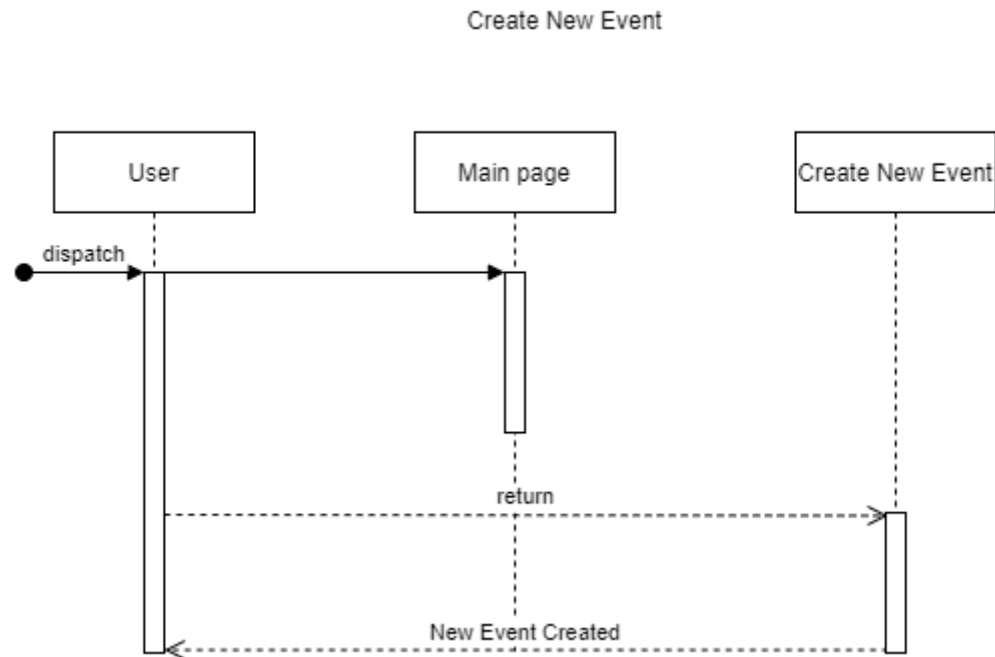 Create New Event
User
Main page
Create New Event
dispatch
return
New Event Created